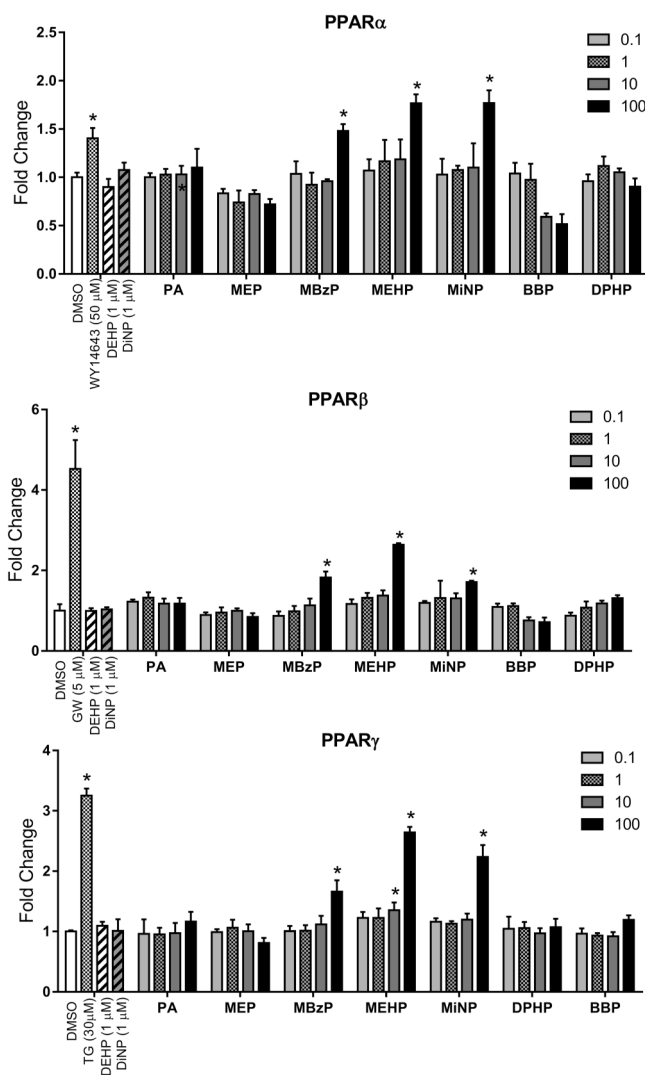 PPARα
2.5
2.0
1.5
1.0
0.5
0.0
Fold Change
0.1
1
10
100
*
*
*
*
*
DMSO
WY14643 (50 μM)
DEHP (1 μM)
DiNP (1 μM)
PA
MEP
MBzP
MEHP
MiNP
BBP
DPHP
PPARβ
6
4
2
0
Fold Change
0.1
1
10
100
*
*
*
*
DMSO
GW (5 μM)
DEHP (1 μM)
DiNP (1 μM)
PA
MEP
MBzP
MEHP
MiNP
BBP
DPHP
PPARγ
4
3
2
1
0
Fold Change
0.1
1
10
100
*
*
*
*
*
DMSO
TG (30μM)
DEHP (1 μM)
DiNP (1 μM)
PA
MEP
MBzP
MEHP
MiNP
DPHP
BBP